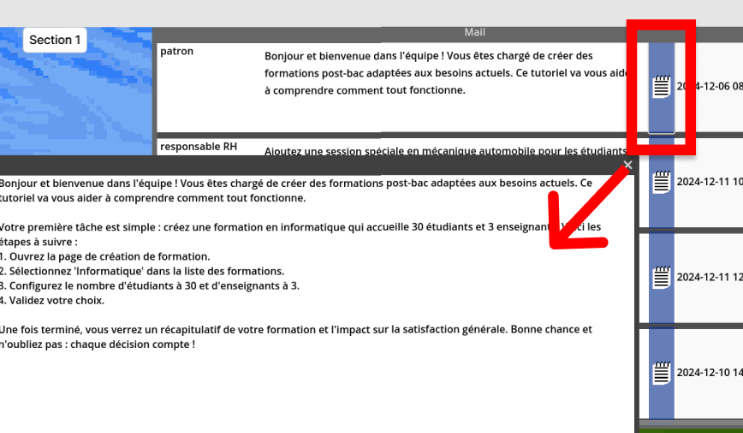 Mail
Section 1
patron
Bonjour et bienvenue dans l'équipe ! Vous êtes chargé de créer des
formations post-bac adaptées aux besoins actuels. Ce tutoriel va vous aide
à comprendre comment tout fonctionne.
2024-12-06 08
responsable RH
Ajoutez une session spéciale en mécanique automobile pour les étudiants
2024-12-11 10
Bonjour et bienvenue dans l'équipe ! Vous êtes chargé de créer des formations post-bac adaptées aux besoins actuels. Ce
tutoriel va vous aider à comprendre comment tout fonctionne.
Votre première tâche est simple : créez une formation en informatique qui accueille 30 étudiants et 3 enseignant les
étapes à suivre :
1. Ouvrez la page de création de formation.
2. Sélectionnez 'Informatique' dans la liste des formations.
3. Configurez le nombre d'étudiants à 30 et d'enseignants à 3.
4. Validez votre choix.
Une fois terminé, vous verrez un récapitulatif de votre formation et l'impact sur la satisfaction générale. Bonne chance et
n'oubliez pas : chaque décision compte !
2024-12-11 12
2024-12-10 14